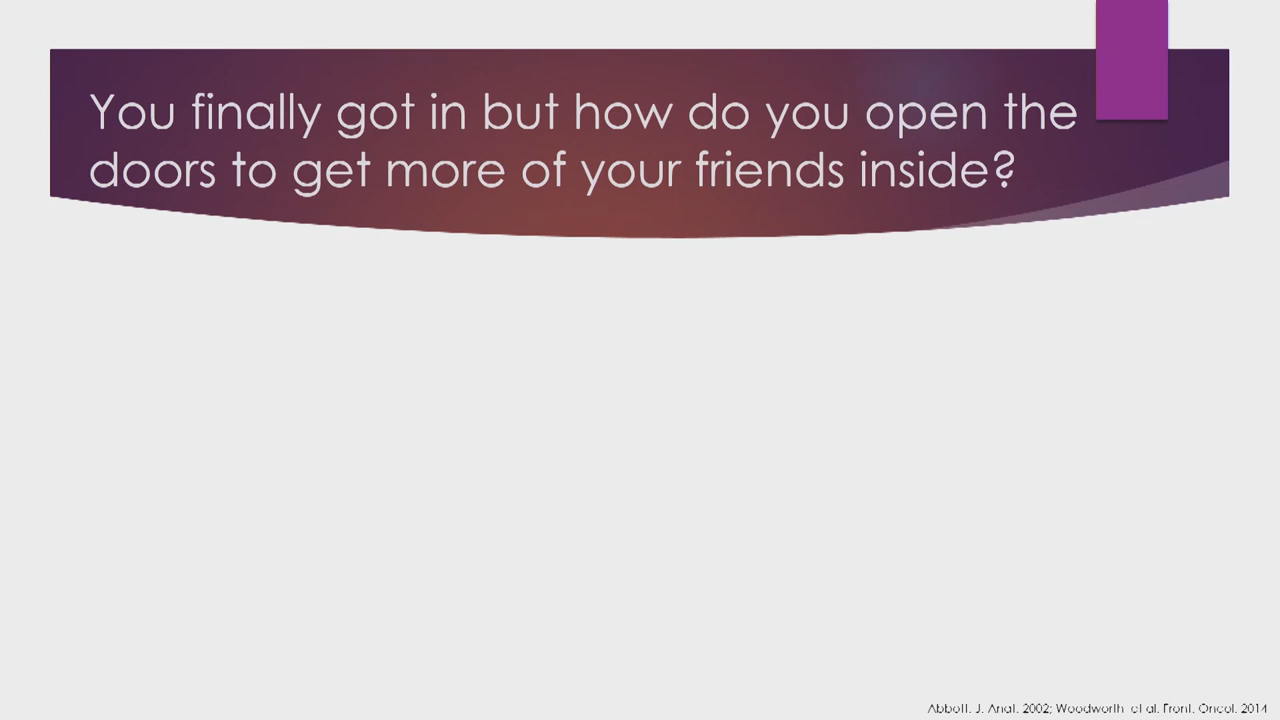 You finally got in but how do you open the
doors to get more of your friends inside?
Abbott. J. Anat. 2002; Woodworth et al. Front. Oncol. 2014